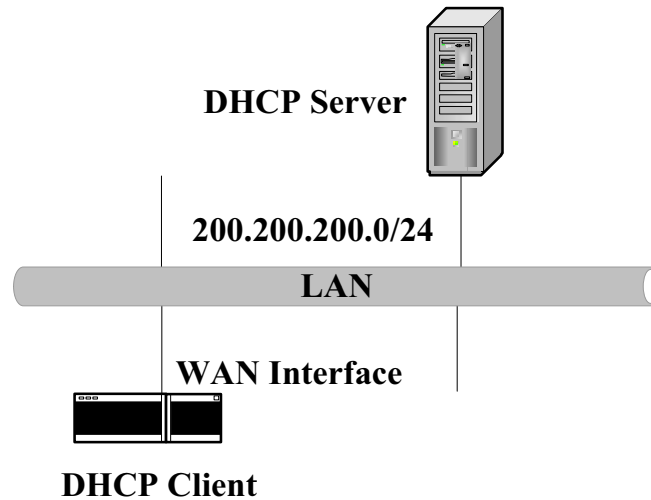 DHCP Server
200.200.200.0/24
LAN
WAN Interface
DHCP Client